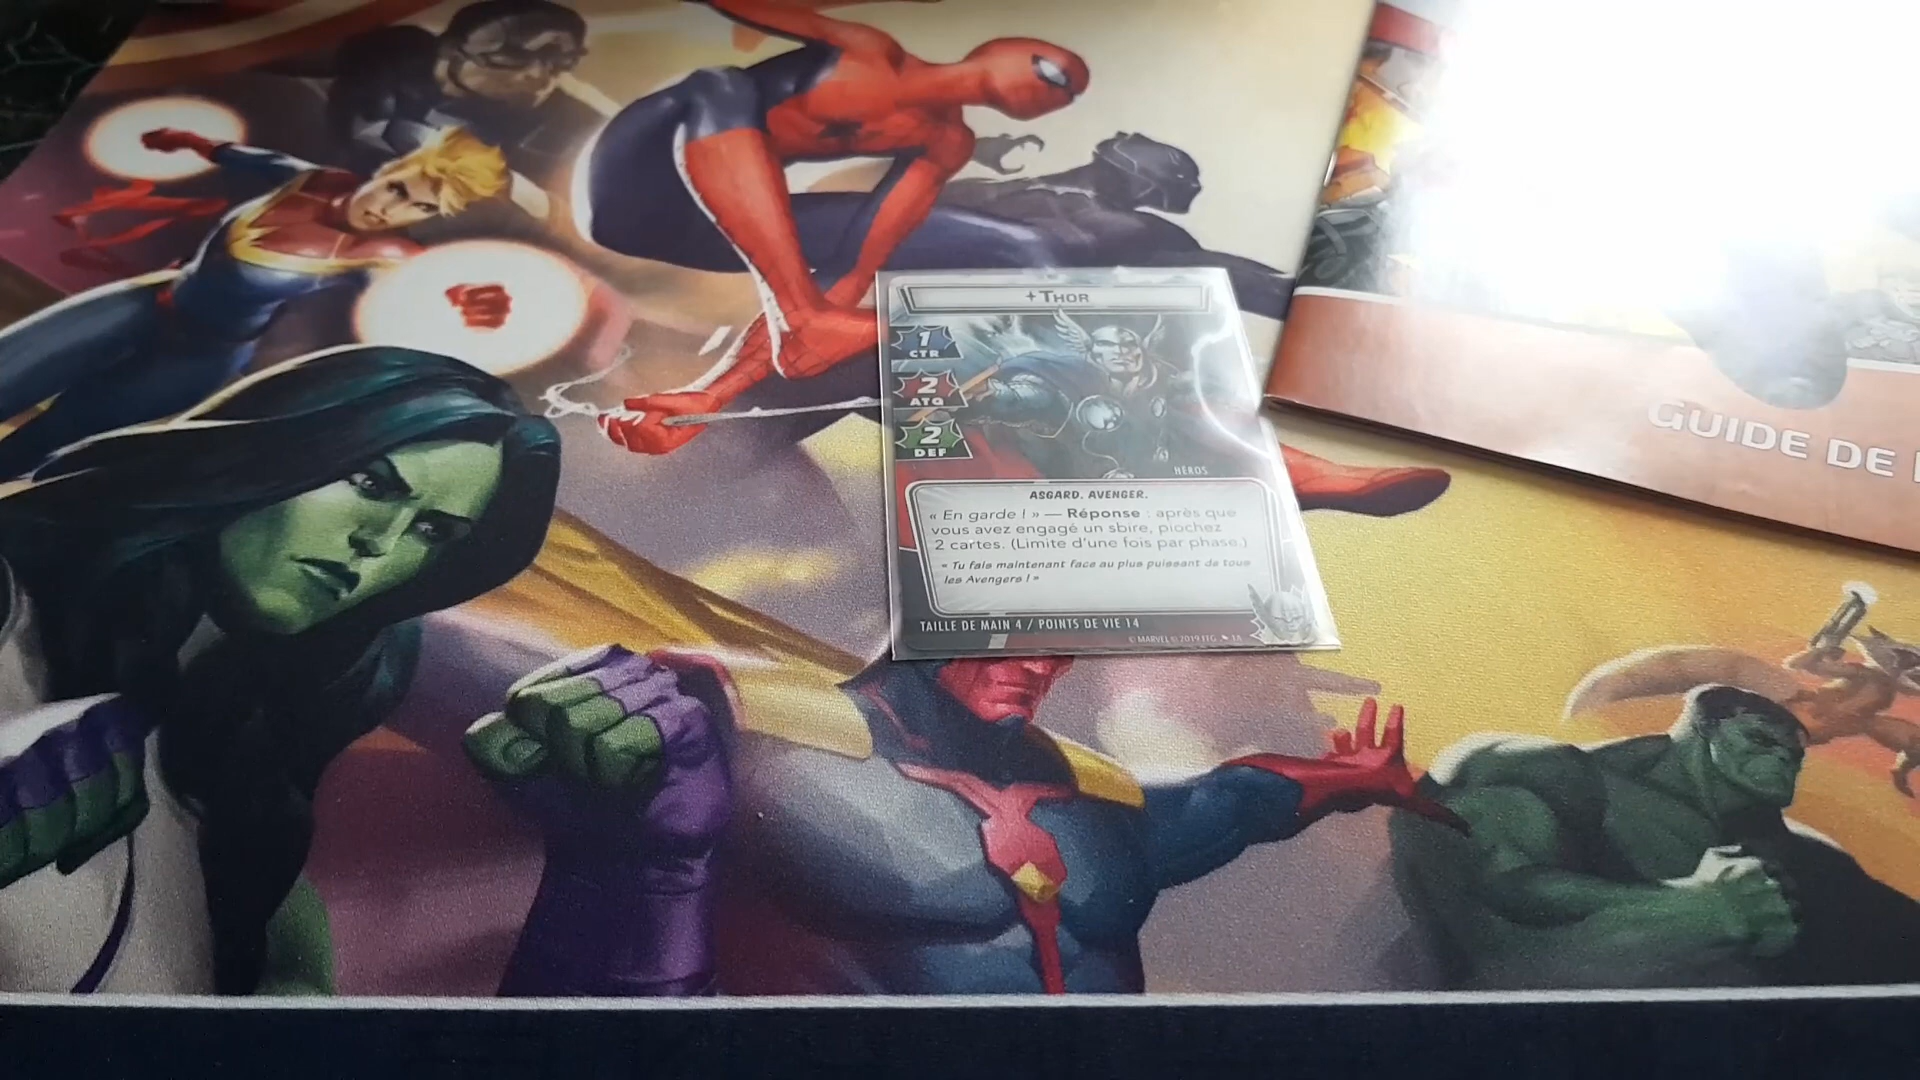 THOR
1
CTR
2
ATQ
2
DEF
HÉROS
ASGARD. AVENGER.
« En garde ! » — Réponse : après que
vous avez engagé un sbire, piochez
2 cartes. (Limite d'une fois par phase.)
« Tu fais maintenant face au plus puissant de tous
les Avengers ! »
TAILLE DE MAIN 4 / POINTS DE VIE 14
© MARVEL © 2019 FFG
GUIDE DE